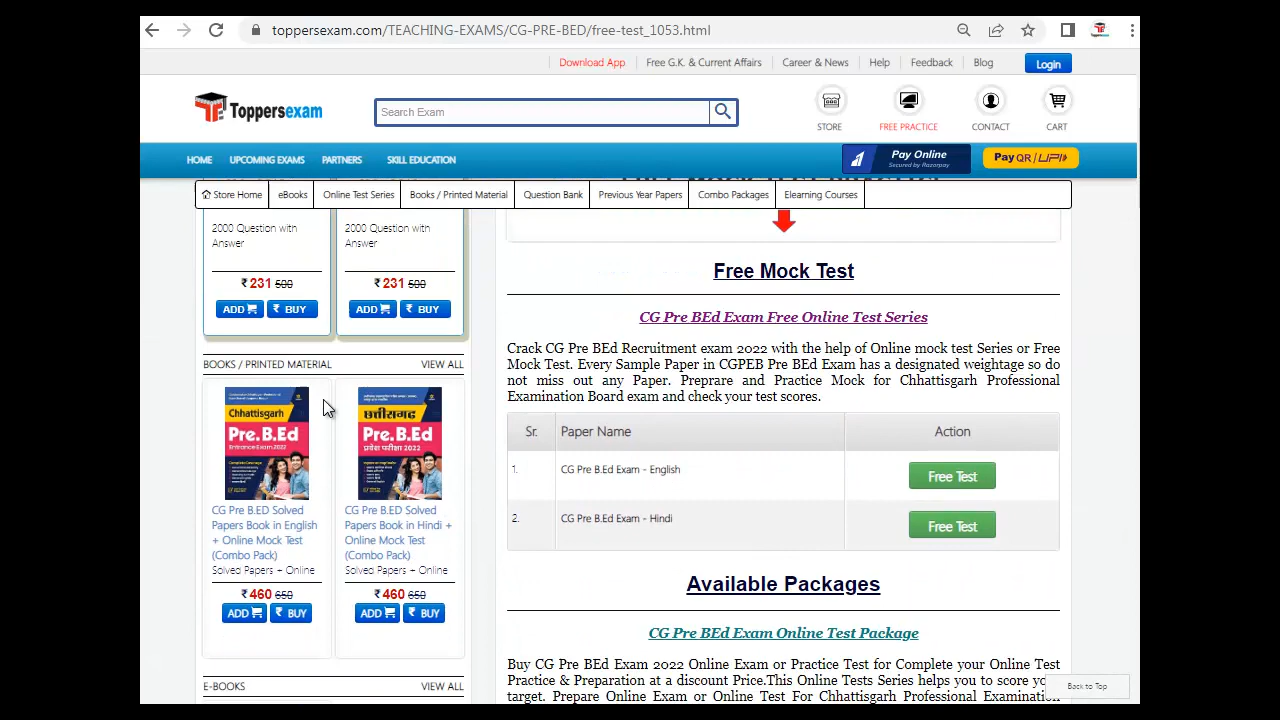 toppersexam.com/TEACHING-EXAMS/CG-PRE-BED/free-test_1053.html
Download App
Free G.K. & Current Affairs
Career & News
Help
Feedback
Blog
Login
Toppersexam
Search Exam
STORE
FREE PRACTICE
CONTACT
CART
HOME
UPCOMING EXAMS
PARTNERS
SKILL EDUCATION
Pay Online
Secured by Razorpay
Pay QR / UPI
Store Home
eBooks
Online Test Series
Books / Printed Material
Question Bank
Previous Year Papers
Combo Packages
Elearning Courses
2000 Question with
Answer
₹ 231 500
ADD
₹ BUY
2000 Question with
Answer
₹ 231 500
ADD
₹ BUY
BOOKS / PRINTED MATERIAL
VIEW ALL
Chhattisgarh
Pre.B.Ed
Entrance Exam 2022
CG Pre B.ED Solved
Papers Book in English
+ Online Mock Test
(Combo Pack)
Solved Papers + Online
₹ 460 650
ADD
₹ BUY
छत्तीसगढ़
Pre.B.Ed
प्रवेश परीक्षा 2022
CG Pre B.ED Solved
Papers Book in Hindi +
Online Mock Test
(Combo Pack)
Solved Papers + Online
₹ 460 650
ADD
₹ BUY
E-BOOKS
VIEW ALL
Free Mock Test
CG Pre BEd Exam Free Online Test Series
Crack CG Pre BEd Recruitment exam 2022 with the help of Online mock test Series or Free
Mock Test. Every Sample Paper in CGPEB Pre BEd Exam has a designated weightage so do
not miss out any Paper. Preprare and Practice Mock for Chhattisgarh Professional
Examination Board exam and check your test scores.
Sr. Paper Name Action
1. CG Pre B.Ed Exam - English Free Test
2. CG Pre B.Ed Exam - Hindi Free Test
Available Packages
CG Pre BEd Exam Online Test Package
Buy CG Pre BEd Exam 2022 Online Exam or Practice Test for Complete your Online Test
Practice & Preparation at a discount Price.This Online Tests Series helps you to score your
target. Prepare Online Exam or Online Test For Chhattisgarh Professional Examination
Back to Top